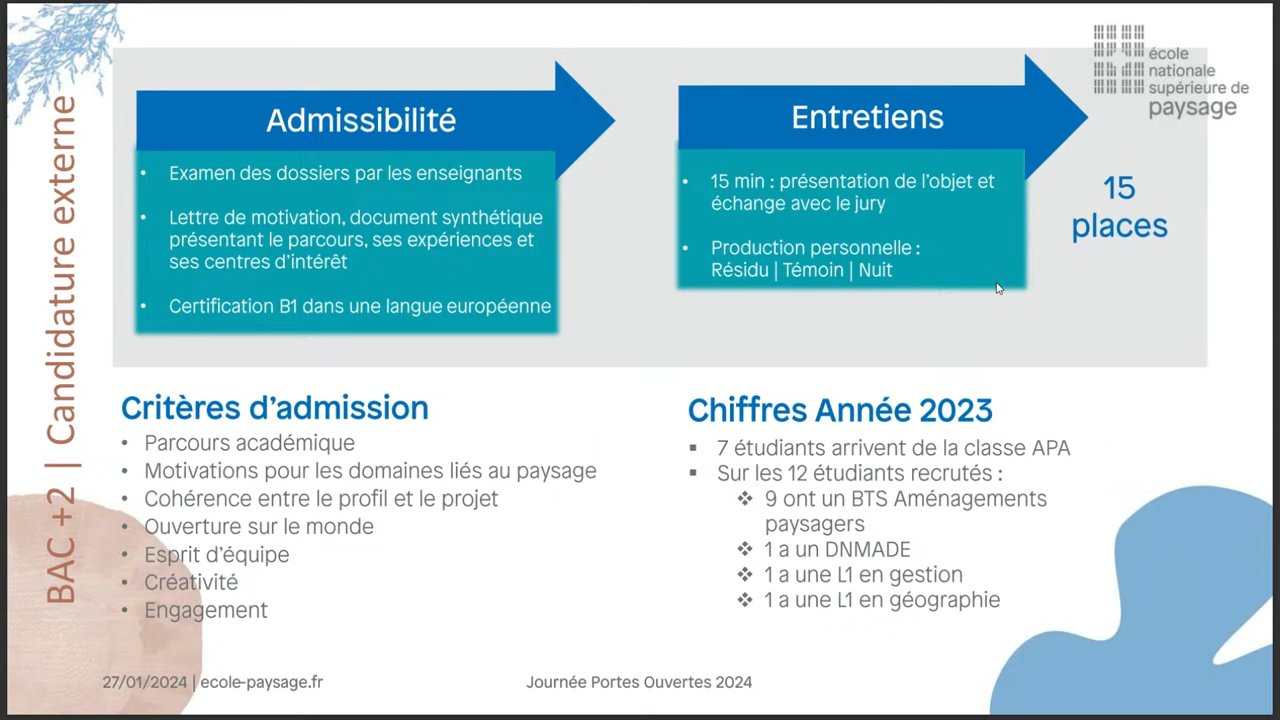 BAC +2 | Candidature externe
école
nationale
supérieure de
paysage
Admissibilité
• Examen des dossiers par les enseignants
• Lettre de motivation, document synthétique
présentant le parcours, ses expériences et
ses centres d'intérêt
• Certification B1 dans une langue européenne
Entretiens
• 15 min : présentation de l'objet et
échange avec le jury
• Production personnelle :
Résidu | Témoin | Nuit
15
places
Critères d'admission
• Parcours académique
• Motivations pour les domaines liés au paysage
• Cohérence entre le profil et le projet
• Ouverture sur le monde
• Esprit d'équipe
• Créativité
• Engagement
Chiffres Année 2023
▪ 7 étudiants arrivent de la classe APA
▪ Sur les 12 étudiants recrutés :
❖ 9 ont un BTS Aménagements
paysagers
❖ 1 a un DNMADE
❖ 1 a une L1 en gestion
❖ 1 a une L1 en géographie
27/01/2024 | ecole-paysage.fr
Journée Portes Ouvertes 2024